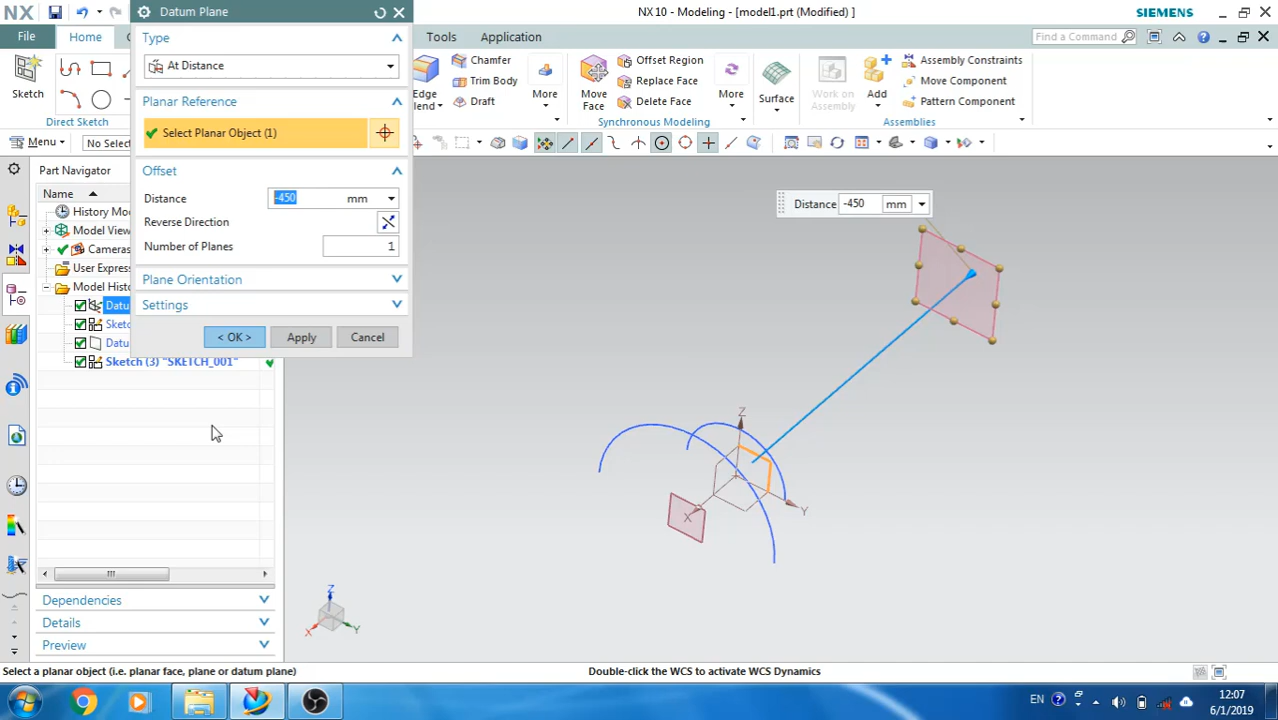 NX
Datum Plane
NX 10 - Modeling - [model1.prt (Modified) ]
SIEMENS
File
Home
Tools
Application
Find a Command
Type
At Distance
Planar Reference
Select Planar Object (1)
Offset
Distance
-450
mm
Reverse Direction
Number of Planes
1
Plane Orientation
Settings
< OK >
Apply
Cancel
Sketch
Direct Sketch
Edge
lend
Chamfer
Trim Body
Draft
More
Move
Face
Offset Region
Replace Face
Delete Face
More
Synchronous Modeling
Surface
Work on
Assembly
Add
Assembly Constraints
Move Component
Pattern Component
Assemblies
Menu
No Select
Part Navigator
Name
History Mo
Model View
Cameras
User Expres
Model Histo
Datu
Sketc
Datu
Sketch (3) "SKETCH_001"
Dependencies
Details
Preview
Distance -450 mm
Z
X
Y
Z
X
Y
Select a planar object (i.e. planar face, plane or datum plane)
Double-click the WCS to activate WCS Dynamics
EN
12:07
6/1/2019